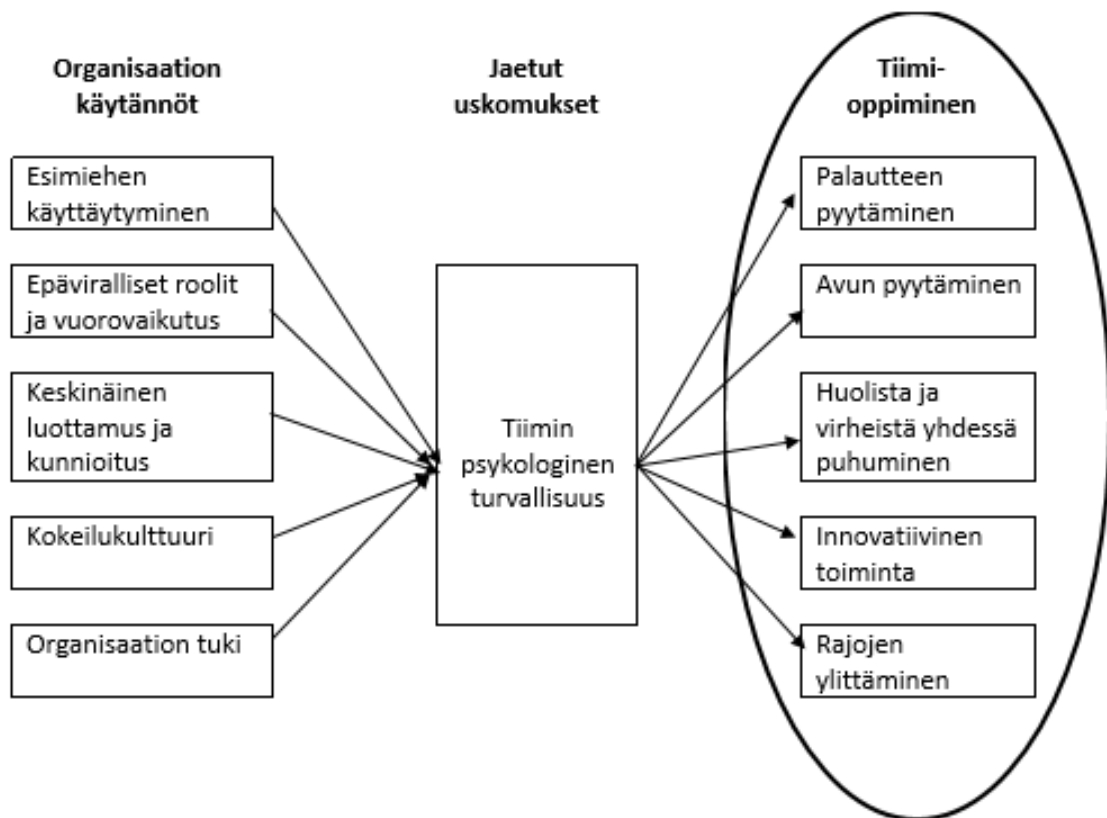 Organisaation
käytännöt
Jaetut
uskomukset
Tiimi-
oppiminen
Esimiehen
käyttäytyminen
Epäviralliset roolit
ja vuorovaikutus
Keskinäinen
luottamus ja
kunnioitus
Kokeilukulttuuri
Organisaation tuki
Tiimin
psykologinen
turvallisuus
Palautteen
pyytäminen
Avun pyytäminen
Huolista ja
virheistä yhdessä
puhuminen
Innovatiivinen
toiminta
Rajojen
ylittäminen